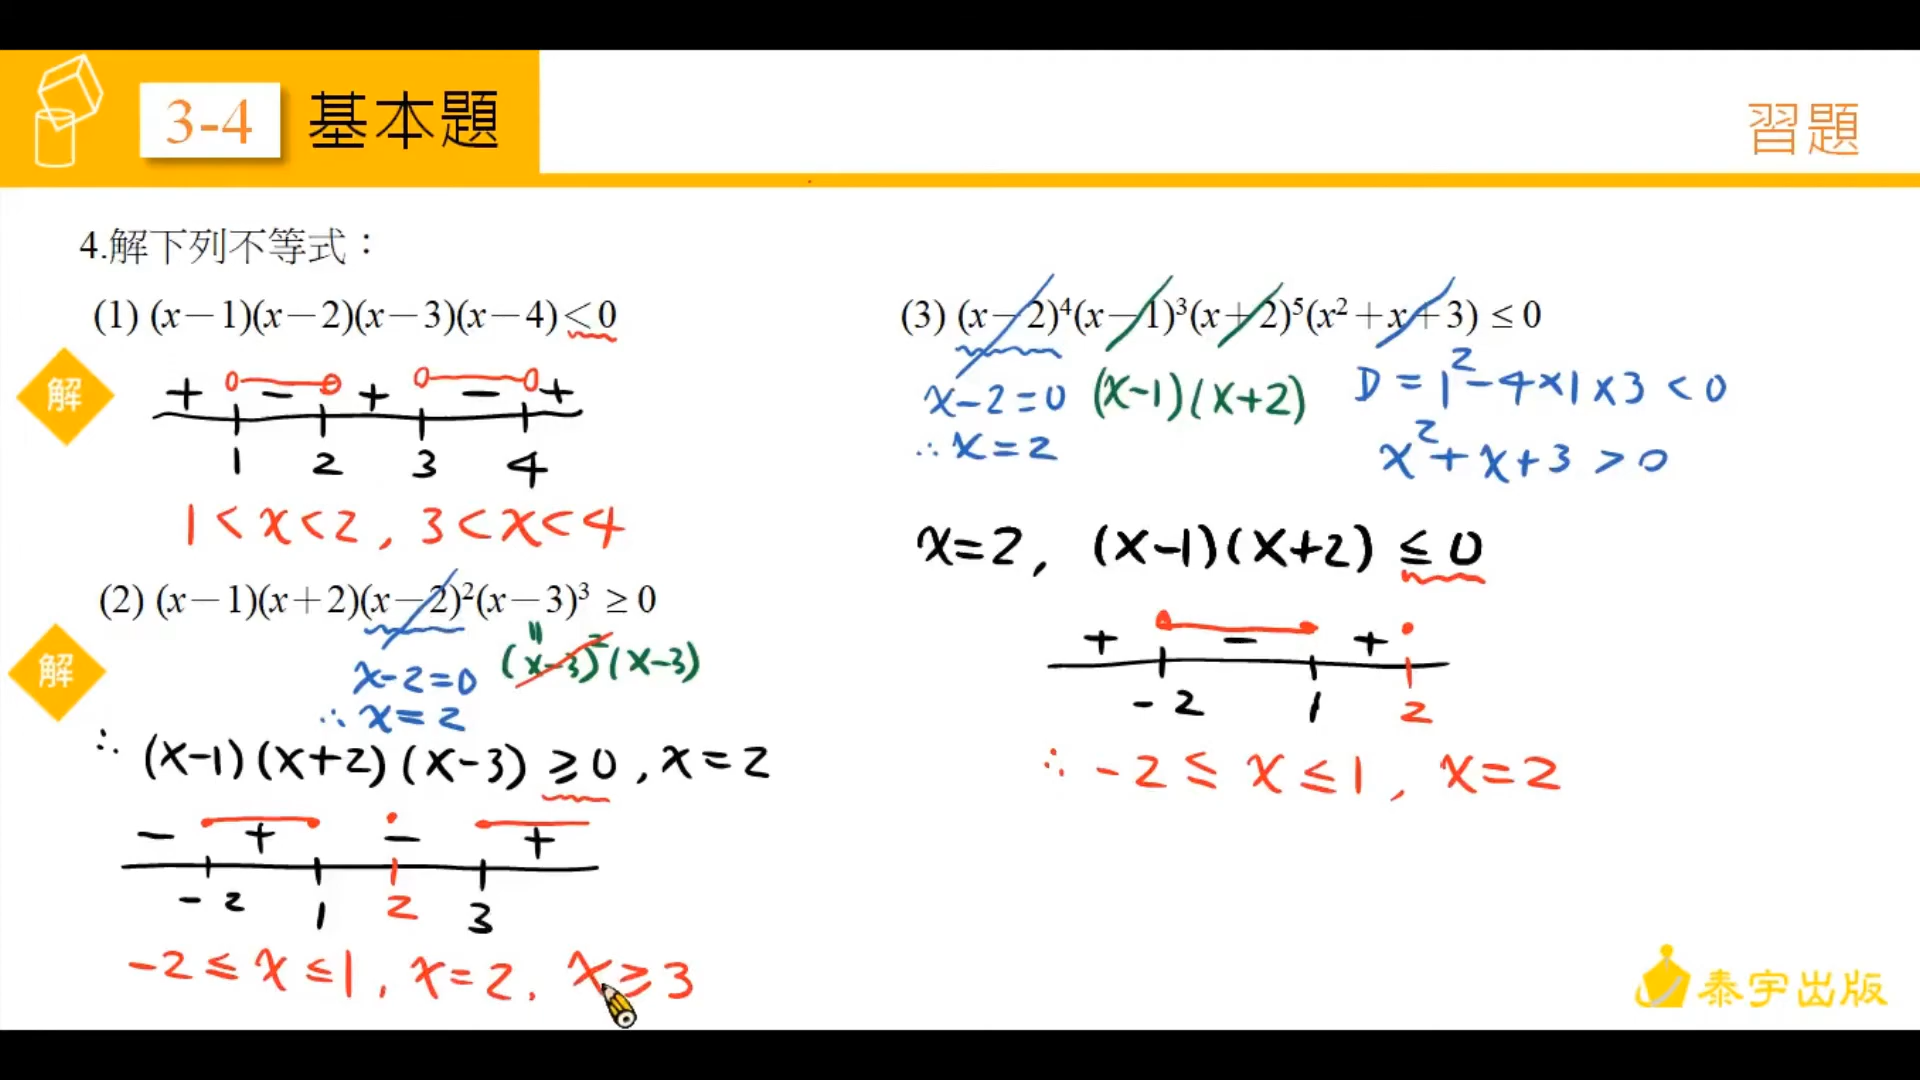 3-4 基本題
習題
4.解下列不等式：
(1) (x－1)(x－2)(x－3)(x－4)＜0
解
+ － + － +
1 2 3 4
1 < x < 2 , 3 < x < 4
(2) (x－1)(x＋2)(x－2)²(x－3)³ ≥ 0
解
(x-3)²(x-3)
x-2=0
∴ x=2
∴ (x-1)(x+2)(x-3) ≥ 0 , x=2
－ + － +
-2 1 2 3
-2 ≤ x ≤ 1 , x=2 , x ≥ 3
(3) (x－2)⁴(x－1)³(x＋2)⁵(x²＋x＋3) ≤ 0
x-2=0 (x-1)(x+2) D=1²-4×1×3<0
∴ x=2 x²+x+3>0
x=2 , (x-1)(x+2) ≤ 0
+ － +
-2 1 2
∴ -2 ≤ x ≤ 1 , x=2
泰宇出版